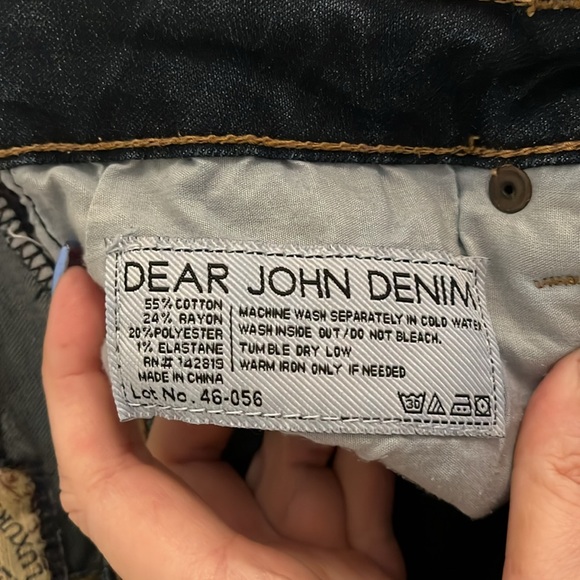 DEAR JOHN DENIM
55% COTTON
24% RAYON
20% POLYESTER
1% ELASTANE
RN# 142819
MADE IN CHINA
Lot No. 46-056
MACHINE WASH SEPARATELY IN COLD WATER
WASH INSIDE OUT/DO NOT BLEACH.
TUMBLE DRY LOW
WARM IRON ONLY IF NEEDED
30